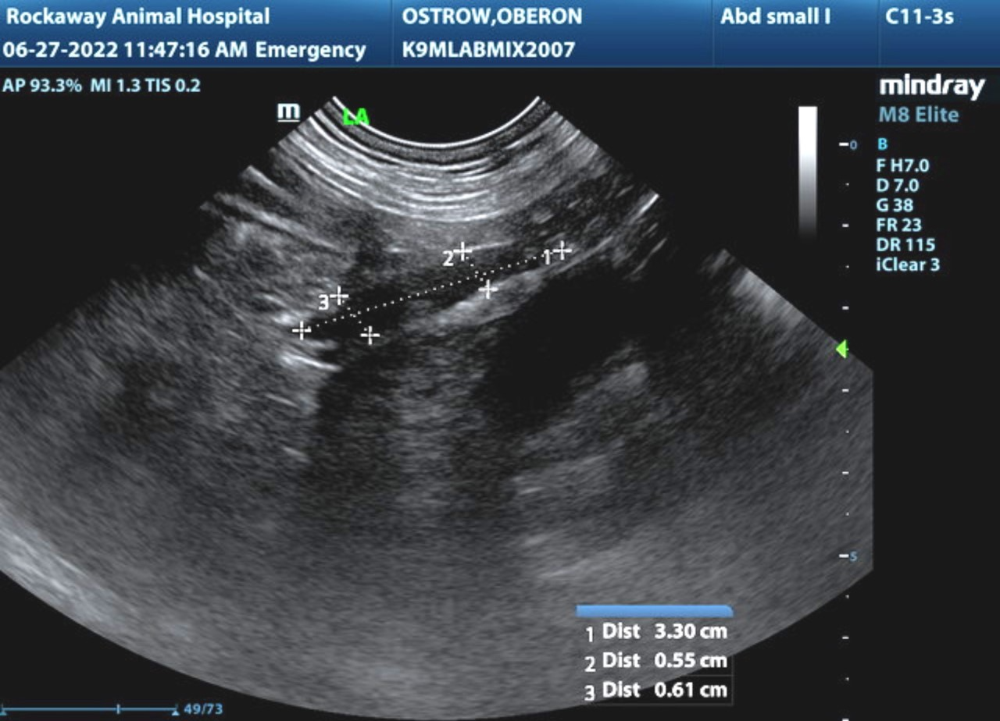 Rockaway Animal Hospital
OSTROW,OBERON
Abd small I
C11-3s
06-27-2022 11:47:16 AM Emergency
K9MLABMIX2007
AP 93.3% MI 1.3 TIS 0.2
m
LA
mindray
M8 Elite
0
B
F H7.0
D 7.0
G 38
FR 23
DR 115
iClear 3
2
1
3
5
1 Dist 3.30 cm
2 Dist 0.55 cm
3 Dist 0.61 cm
49/73